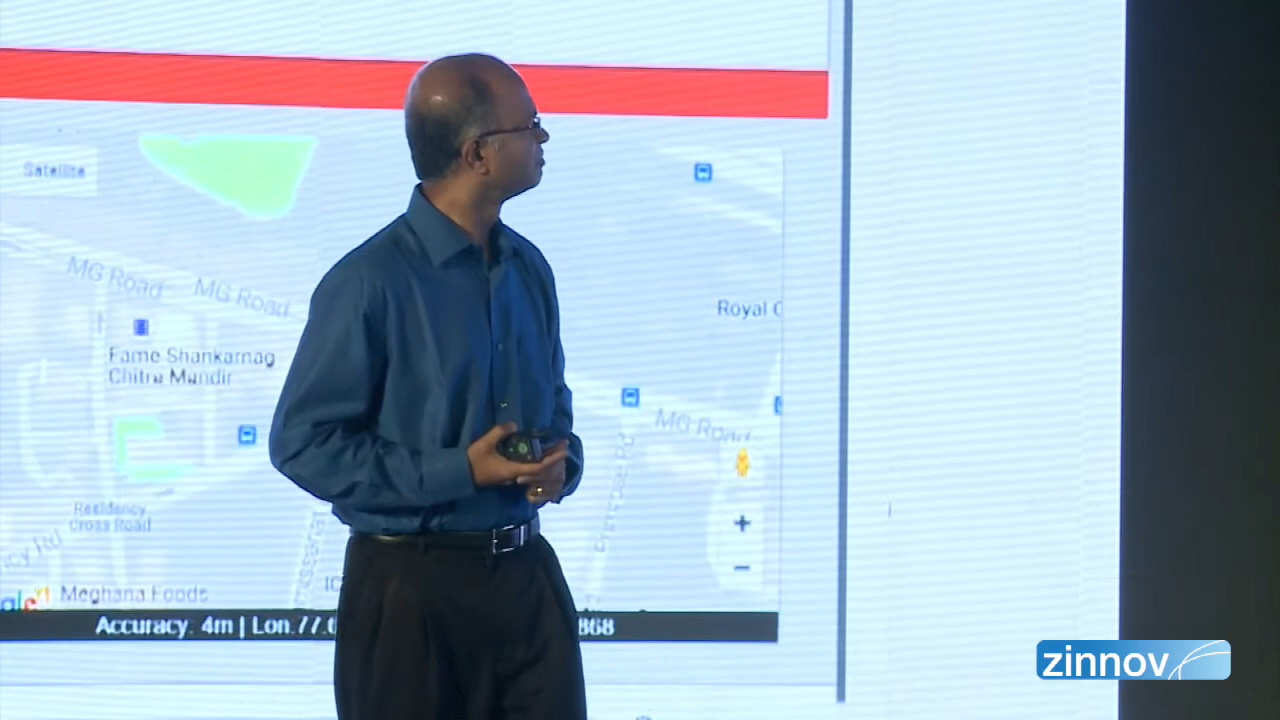 Satellite
MG Road
MG Road
Royal
Fame Shankarnag
Chitra Mandir
MG Road
Residency
Cross Road
Rd
Meghana Foods
Accuracy. 4m | Lon.77.
868
zinnov